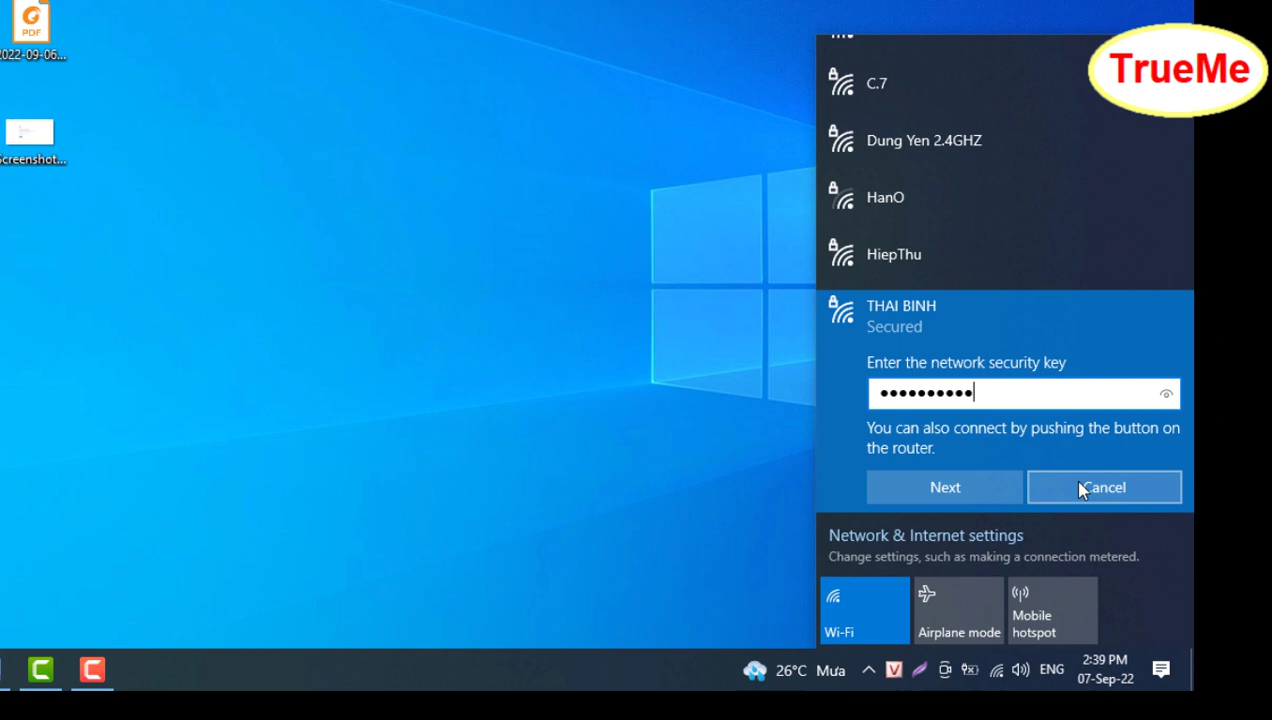 PDF
2022-09-06...
Screenshot...
TrueMe
C.7
Dung Yen 2.4GHZ
HanO
HiepThu
THAI BINH
Secured
Enter the network security key
●●●●●●●●●●
You can also connect by pushing the button on
the router.
Next
Cancel
Network & Internet settings
Change settings, such as making a connection metered.
Wi-Fi
Airplane mode
Mobile
hotspot
26°C Mưa
V
ENG
2:39 PM
07-Sep-22